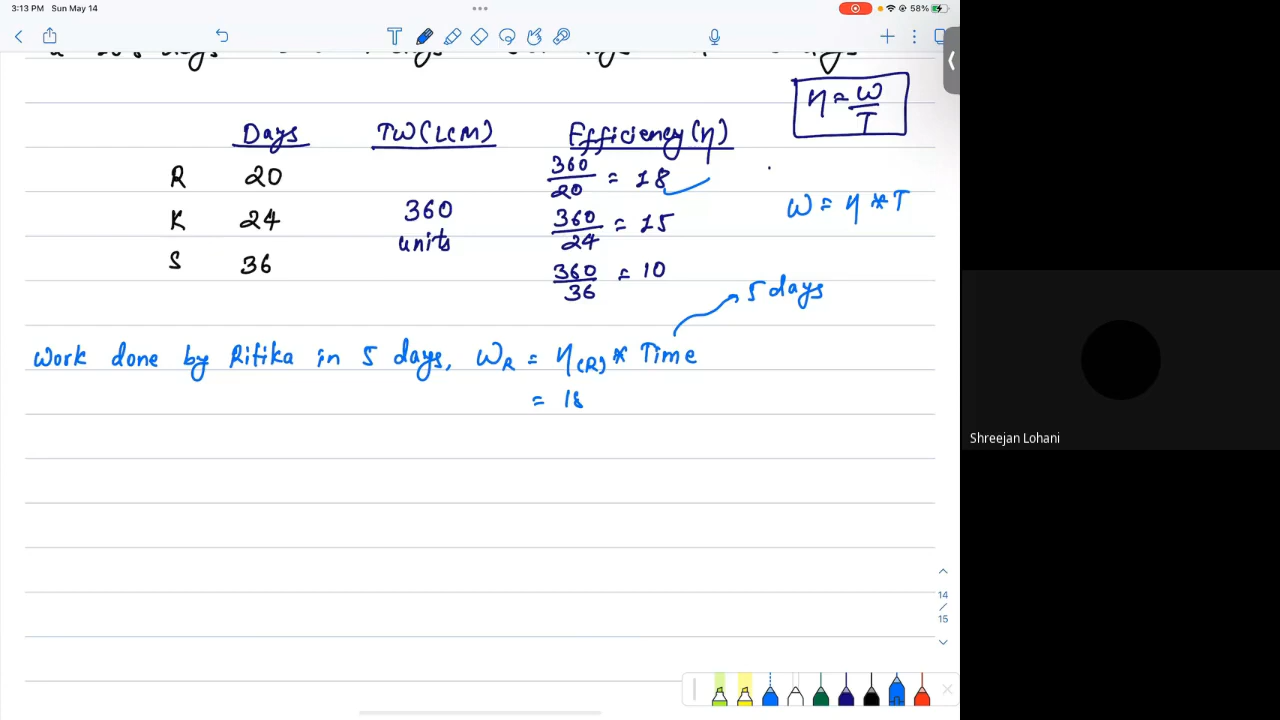 3:13 PM Sun May 14
58%
days
η = W/T
Days TW(LCM) Efficiency(η)
R 20 360/20 = 18
W = η * T
K 24 360 units 360/24 = 15
S 36 360/36 = 10
5 days
Work done by Ritika in 5 days, WR = η(R) * Time
= 18
Shreejan Lohani
14
/
15